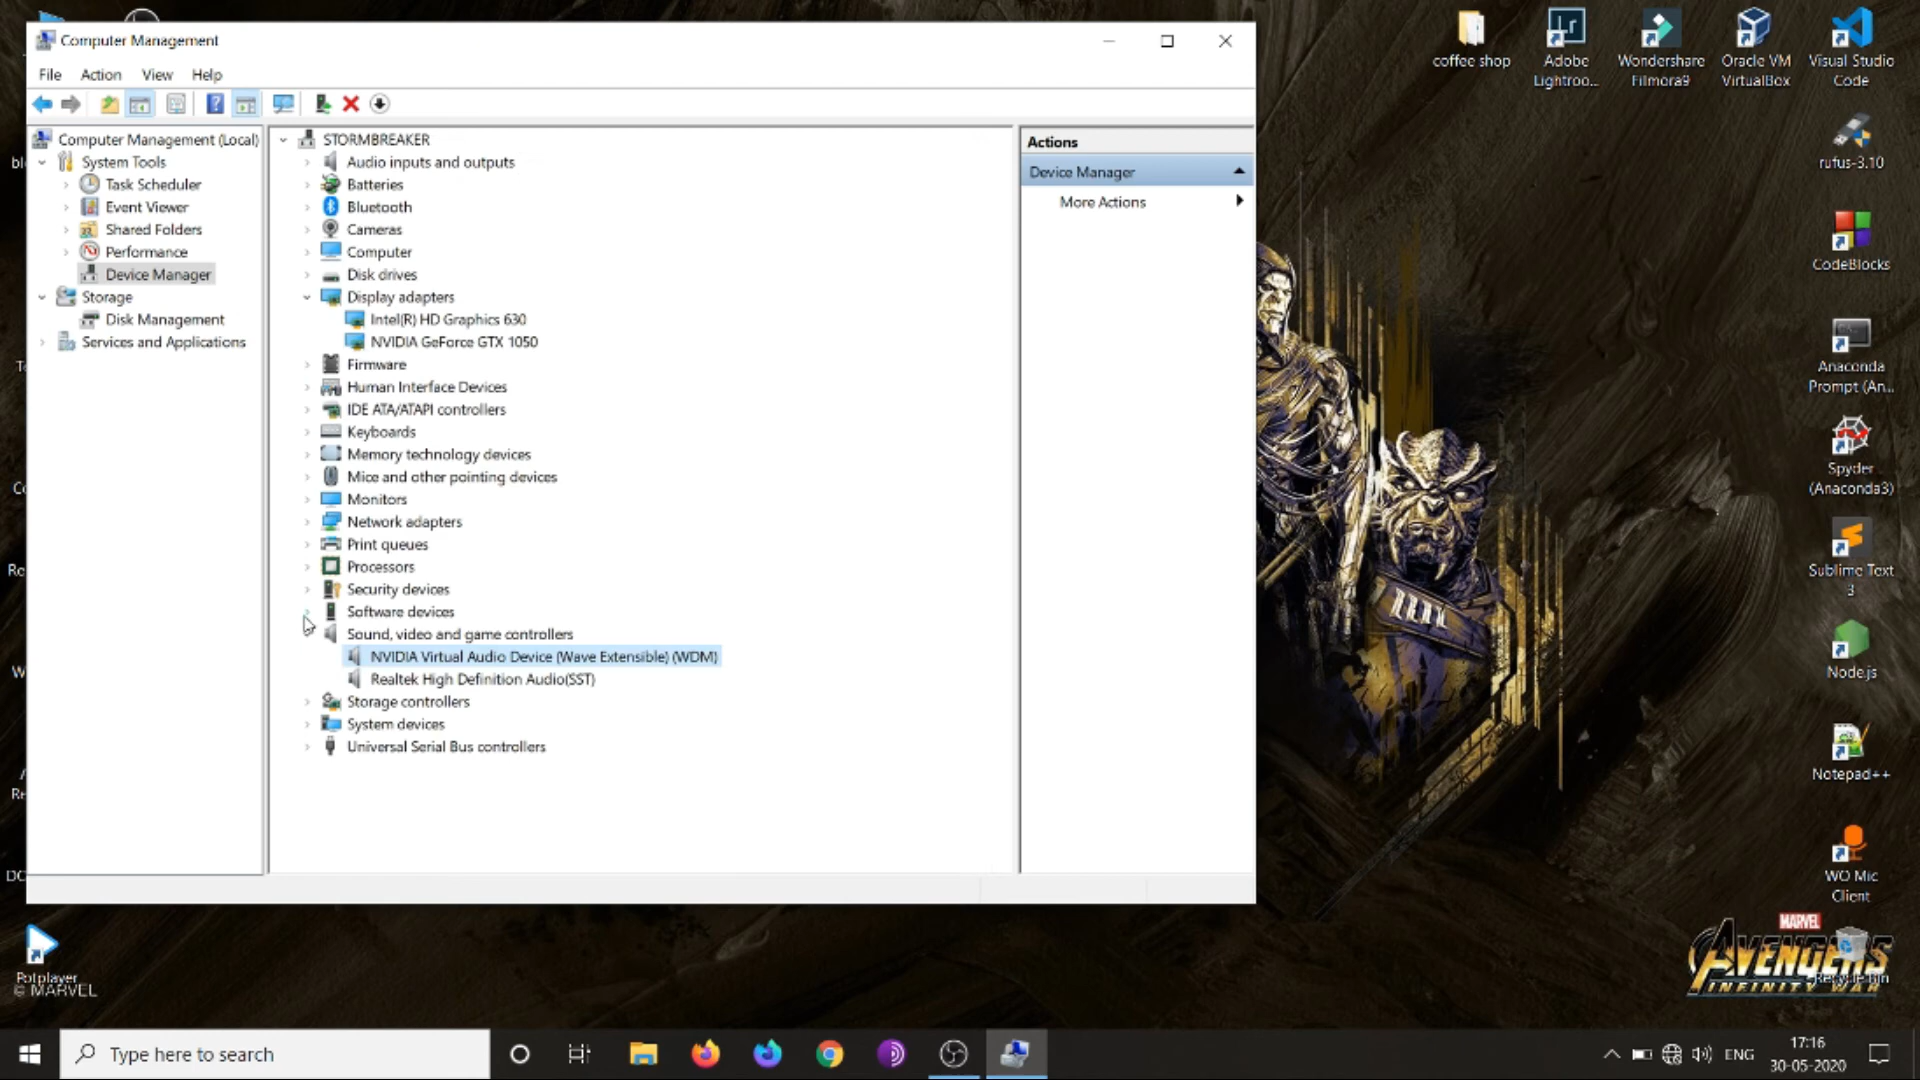 Computer Management
File Action View Help
Computer Management (Local)
System Tools
Task Scheduler
Event Viewer
Shared Folders
Performance
Device Manager
Storage
Disk Management
Services and Applications
STORMBREAKER
Audio inputs and outputs
Batteries
Bluetooth
Cameras
Computer
Disk drives
Display adapters
Intel(R) HD Graphics 630
NVIDIA GeForce GTX 1050
Firmware
Human Interface Devices
IDE ATA/ATAPI controllers
Keyboards
Memory technology devices
Mice and other pointing devices
Monitors
Network adapters
Print queues
Processors
Security devices
Software devices
Sound, video and game controllers
NVIDIA Virtual Audio Device (Wave Extensible) (WDM)
Realtek High Definition Audio(SST)
Storage controllers
System devices
Universal Serial Bus controllers
Actions
Device Manager
More Actions
coffee shop
Adobe
Lightroo...
Wondershare
Filmora9
Oracle VM
VirtualBox
Visual Studio
Code
rufus-3.10
CodeBlocks
Anaconda
Prompt (An...
Spyder
(Anaconda3)
Sublime Text
3
Node.js
Notepad++
WO Mic
Client
Recycle Bin
MARVEL
AVENGERS
INFINITY WAR
Potplayer
© MARVEL
Type here to search
ENG
17:16
30-05-2020